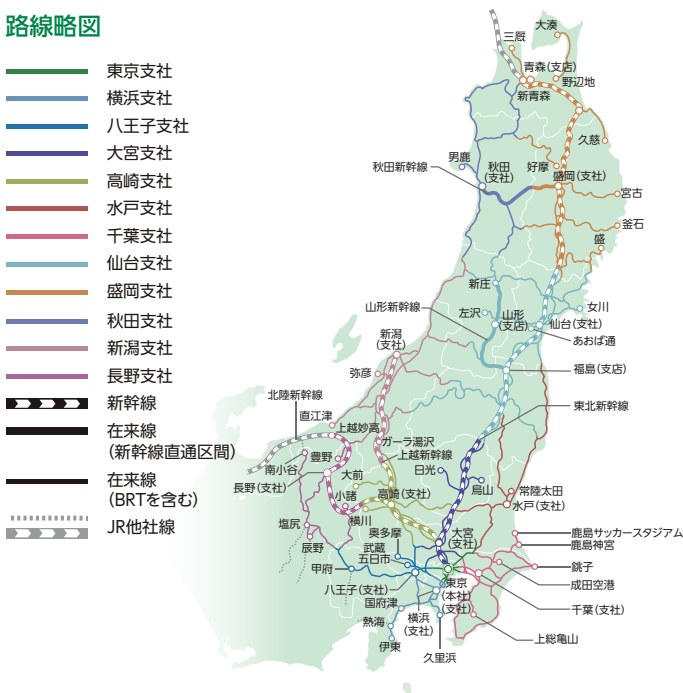 路線略図
東京支社
横浜支社
八王子支社
大宮支社
高崎支社
水戸支社
千葉支社
仙台支社
盛岡支社
秋田支社
新潟支社
長野支社
新幹線
在来線
(新幹線直通区間)
在来線
(BRTを含む)
JR他社線
大湊
三厩
青森(支店)
野辺地
新青森
久慈
男鹿
秋田
(支社)
好摩
秋田新幹線
盛岡(支社)
宮古
釜石
盛
新庄
女川
山形新幹線
左沢
山形
(支店)
仙台(支社)
あおば通
新潟
(支社)
弥彦
福島(支店)
北陸新幹線
直江津
東北新幹線
上越妙高
ガーラ湯沢
上越新幹線
豊野
南小谷
日光
大前
長野(支社)
烏山
常陸太田
小諸
高崎(支社)
水戸(支社)
横川
塩尻
奥多摩
大宮
(支社)
鹿島サッカースタジアム
鹿島神宮
辰野
武蔵
五日市
甲府
銚子
東京
(本社)
(支社)
成田空港
八王子(支社)
国府津
横浜
(支社)
千葉(支社)
熱海
上総亀山
伊東
久里浜